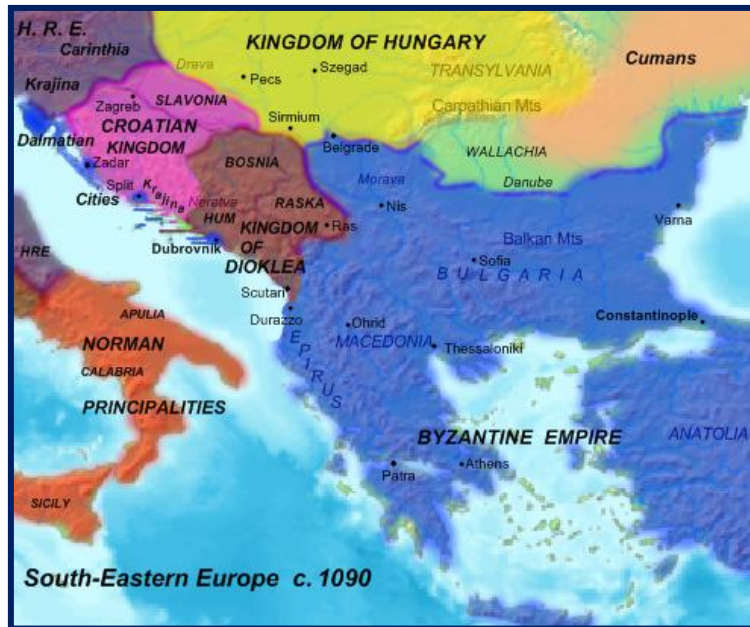 H. R. E.
Carinthia
KINGDOM OF HUNGARY
Cumans
Drava
Szegad
Pecs
TRANSYLVANIA
Krajina
SLAVONIA
Zagreb
Carpathian Mts
Sirmium
CROATIAN
KINGDOM
Dalmatian
Belgrade
WALLACHIA
BOSNIA
Zadar
Morava
Danube
Split
Krajina
Cities
Neretva
RASKA
Nis
Varna
HUM
KINGDOM
Ras
OF
Dubrovnik
Balkan Mts
HRE
DIOKLEA
Sofia
BULGARIA
Scutari
APULIA
Durazzo
Constantinople
Ohrid
NORMAN
MACEDONIA
Thessaloniki
EPIRUS
CALABRIA
PRINCIPALITIES
BYZANTINE EMPIRE
ANATOLIA
Patra
Athens
SICILY
South-Eastern Europe c. 1090